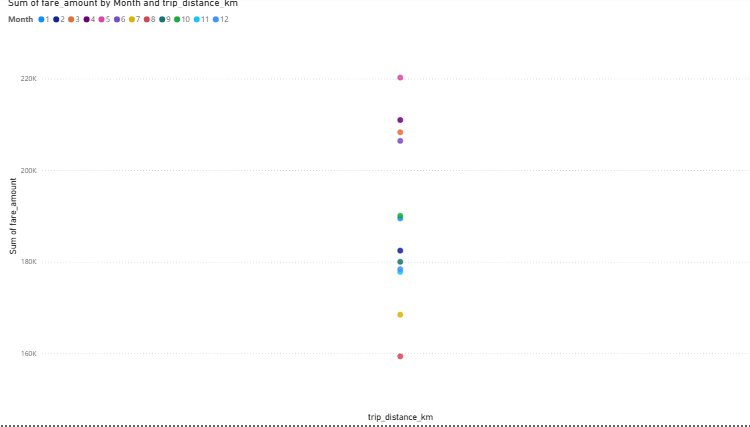 Sum of fare_amount by Month and trip_distance_km
Month 1 2 3 4 5 6 7 8 9 10 11 12
220K
200K
180K
160K
Sum of fare_amount
trip_distance_km